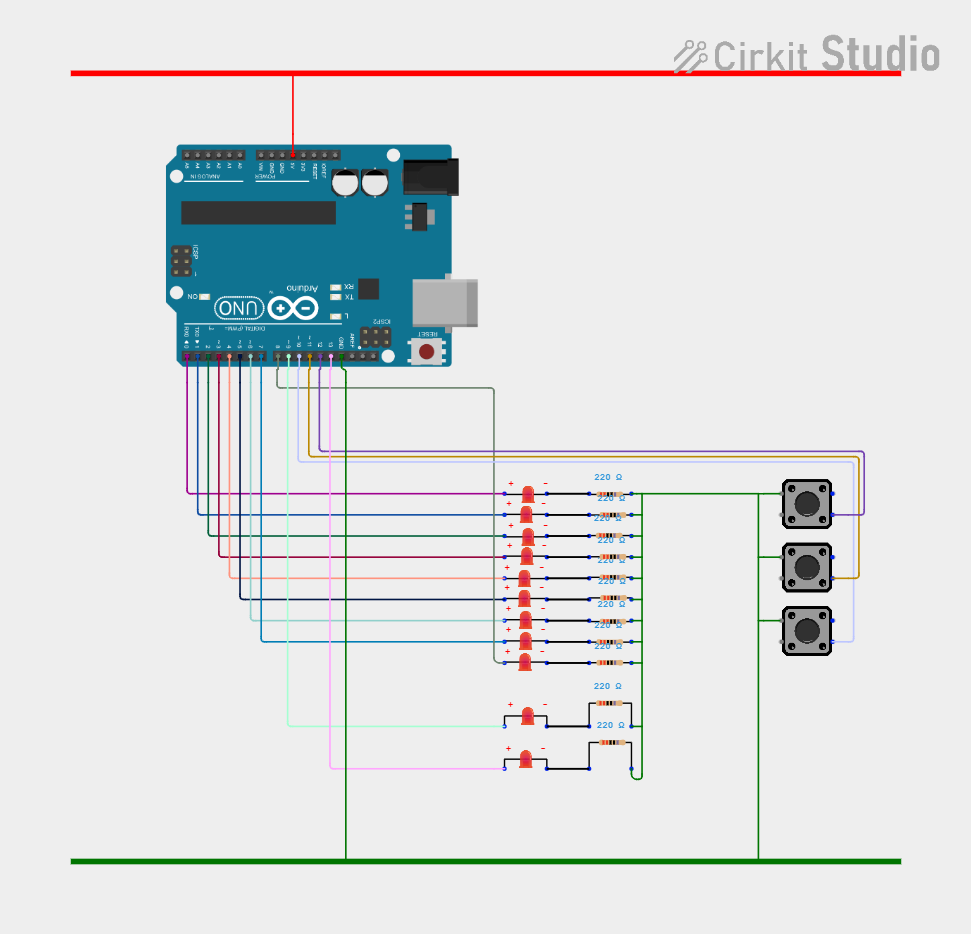 Cirkit Studio
A5 A4 A3 A2 A1 A0 VIN GND GND 5V 3V3 RESET IOREF
ANALOG IN POWER
ICSP
1
ON
UNO
Arduino
RX
TX
L
ICSP2
RESET
DIGITAL (PWM~)
RX0 TX0 2 ~3 4 ~5 ~6 7 8 ~9 ~10 ~11 12 13 GND AREF
220 Ω
+ -
220 Ω
+ -
220 Ω
+ -
220 Ω
+ -
220 Ω
+ -
220 Ω
+ -
220 Ω
+ -
220 Ω
+ -
220 Ω
+ -
220 Ω
+ -
220 Ω
+ -